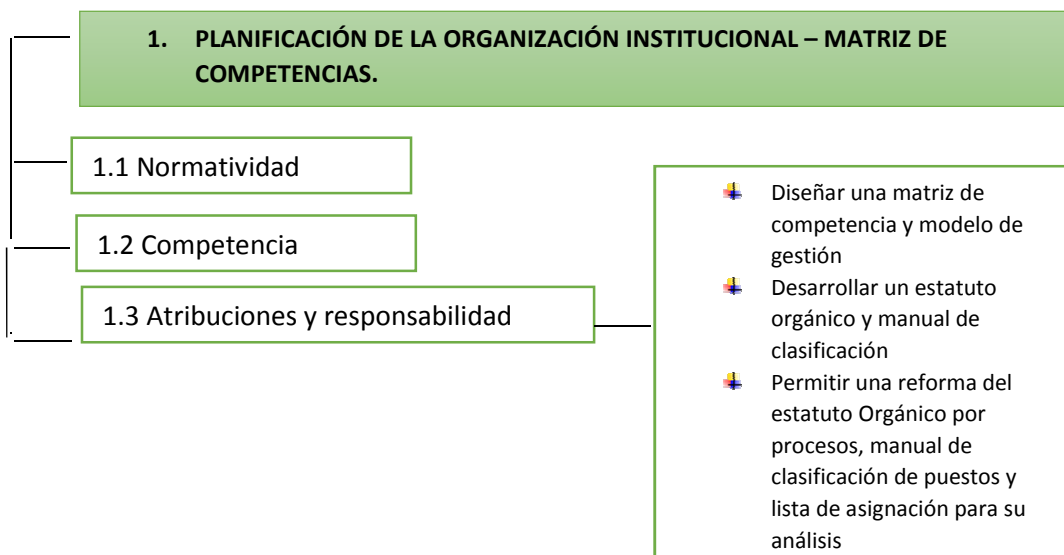 1. PLANIFICACIÓN DE LA ORGANIZACIÓN INSTITUCIONAL – MATRIZ DE
COMPETENCIAS.
1.1 Normatividad
1.2 Competencia
1.3 Atribuciones y responsabilidad
Diseñar una matriz de
competencia y modelo de
gestión
Desarrollar un estatuto
orgánico y manual de
clasificación
Permitir una reforma del
estatuto Orgánico por
procesos, manual de
clasificación de puestos y
lista de asignación para su
análisis